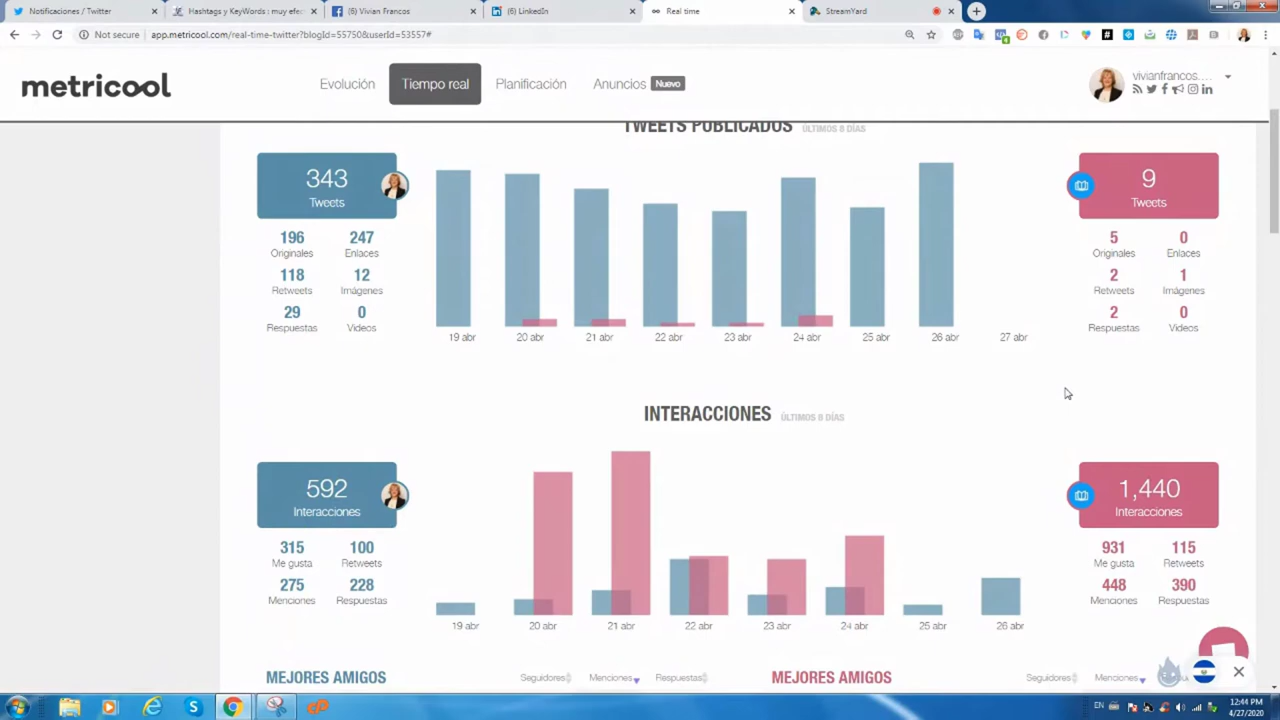 Notificaciones / Twitter
Hashtags y KeyWords : muy efec
(6) Vivian Francos
(6) LinkedIn
Real time
StreamYard
Not secure
app.metricool.com/real-time-twitter?blogId=55750&userId=53557#
metricool
Evolución
Tiempo real
Planificación
Anuncios
Nuevo
vivianfrancos....
TWEETS PUBLICADOS ÚLTIMOS 8 DÍAS
343
Tweets
196 247
Originales Enlaces
118 12
Retweets Imágenes
29 0
Respuestas Videos
19 abr 20 abr 21 abr 22 abr 23 abr 24 abr 25 abr 26 abr 27 abr
9
Tweets
5 0
Originales Enlaces
2 1
Retweets Imágenes
2 0
Respuestas Videos
INTERACCIONES ÚLTIMOS 8 DÍAS
592
Interacciones
315 100
Me gusta Retweets
275 228
Menciones Respuestas
19 abr 20 abr 21 abr 22 abr 23 abr 24 abr 25 abr 26 abr
1,440
Interacciones
931 115
Me gusta Retweets
448 390
Menciones Respuestas
MEJORES AMIGOS Seguidores Menciones Respuestas
MEJORES AMIGOS Seguidores Menciones
EN
12:44 PM
4/27/2020